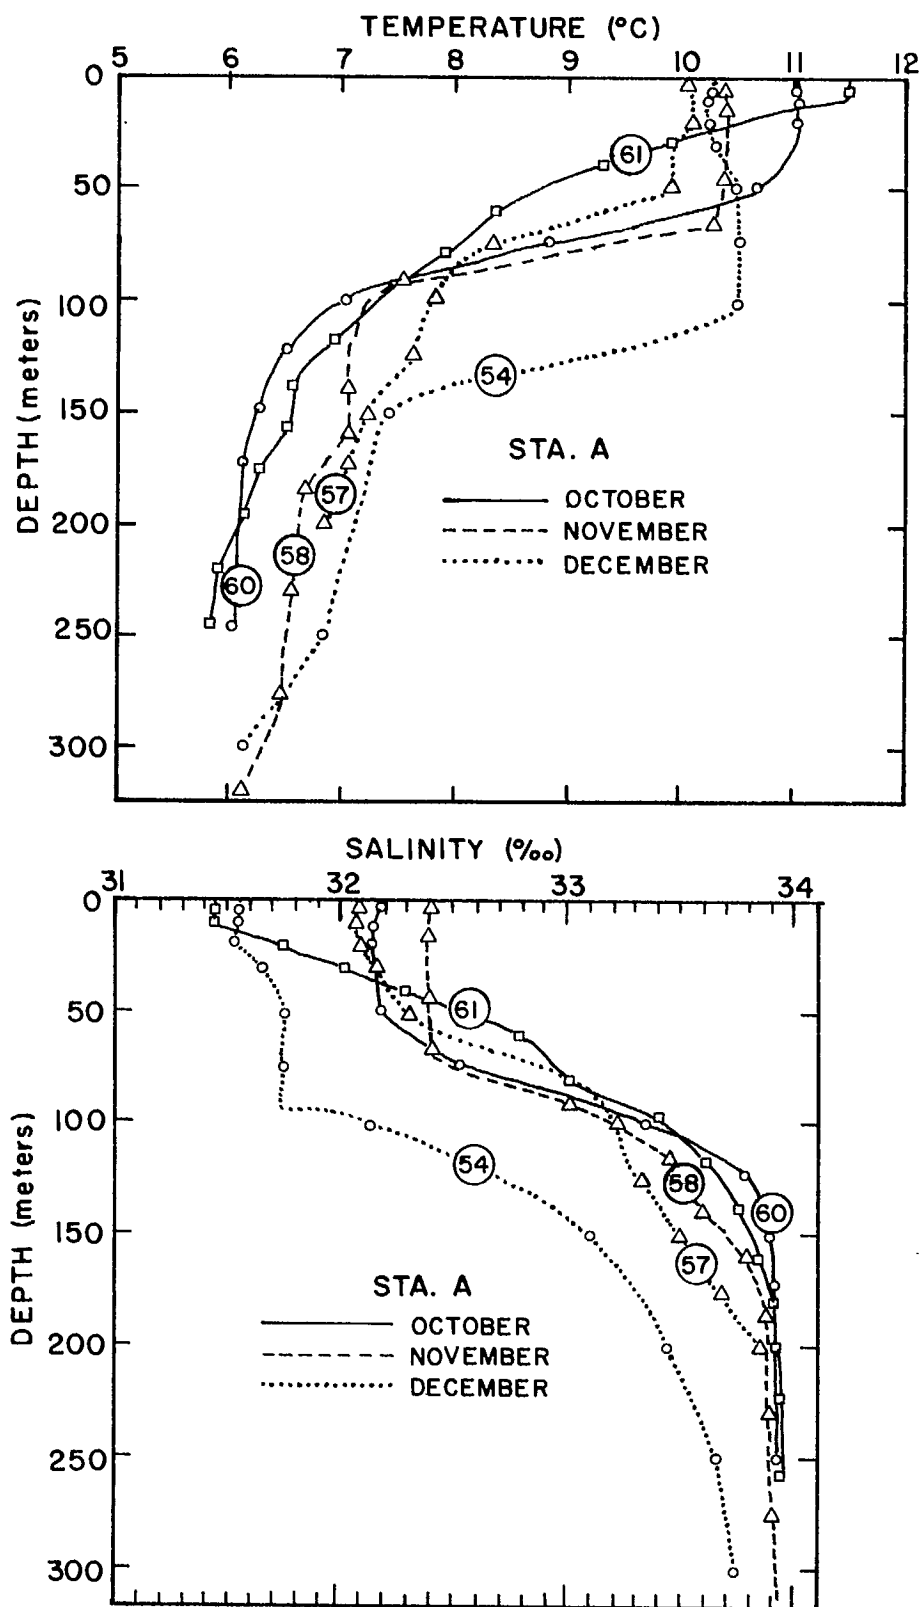 TEMPERATURE (°C)
5 6 7 8 9 10 11 12
0
61
50
100
54
150
STA. A
57
OCTOBER
200
NOVEMBER
58
DECEMBER
60
250
300
DEPTH (meters)
SALINITY (‰)
31 32 33 34
0
61
50
100
54
58
60
150
57
STA. A
OCTOBER
200
NOVEMBER
DECEMBER
250
300
DEPTH (meters)